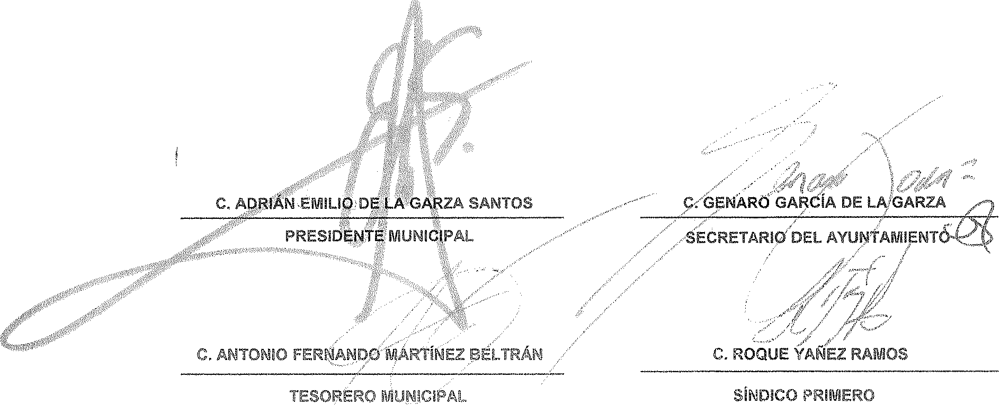 C. ADRIÁN EMILIO DE LA GARZA SANTOS
PRESIDENTE MUNICIPAL
C. GENARO GARCÍA DE LA GARZA
SECRETARIO DEL AYUNTAMIENTO
C. ANTONIO FERNANDO MARTÍNEZ BELTRÁN
TESORERO MUNICIPAL
C. ROQUE YAÑEZ RAMOS
SÍNDICO PRIMERO